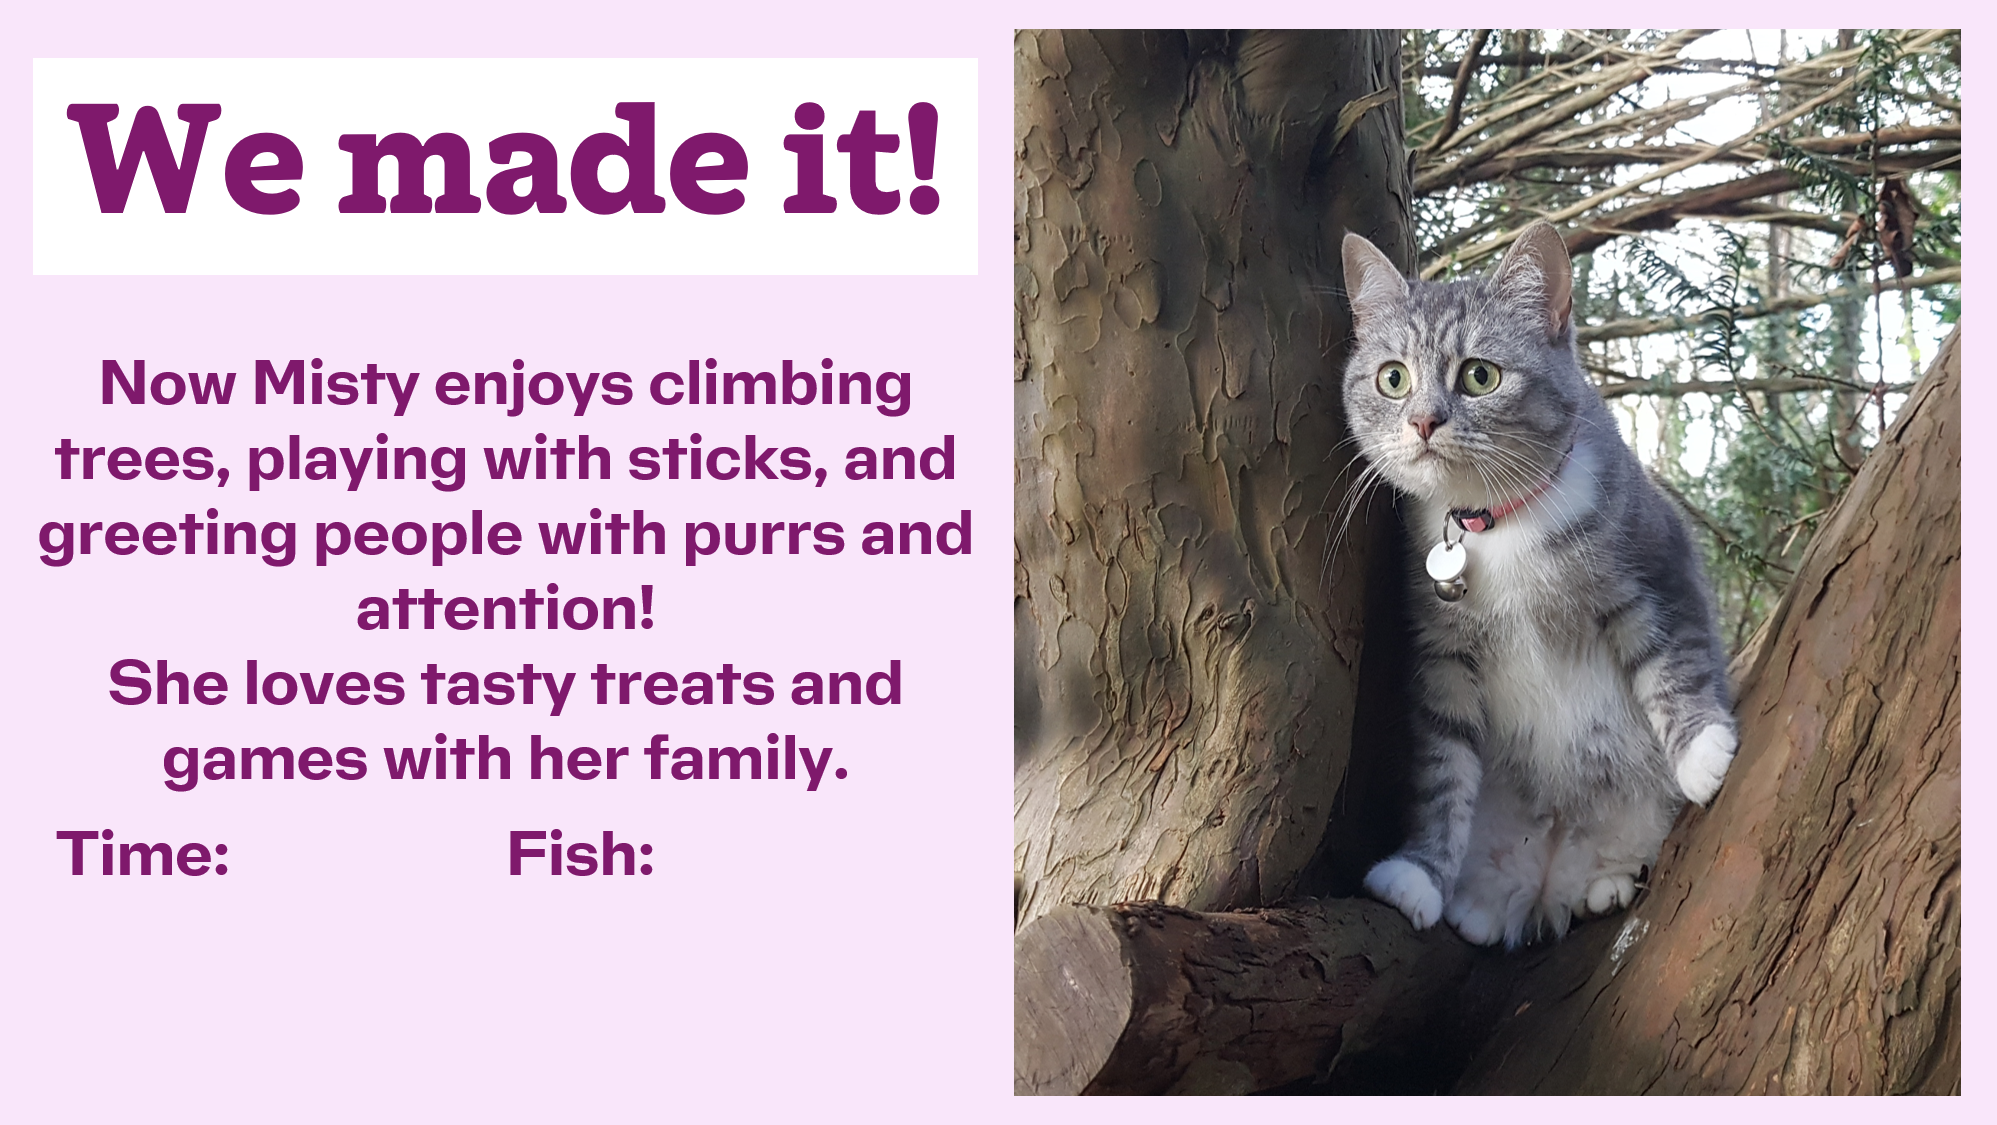 We made it!
Now Misty enjoys climbing
trees, playing with sticks, and
greeting people with purrs and
attention!
She loves tasty treats and
games with her family.
Time: Fish: